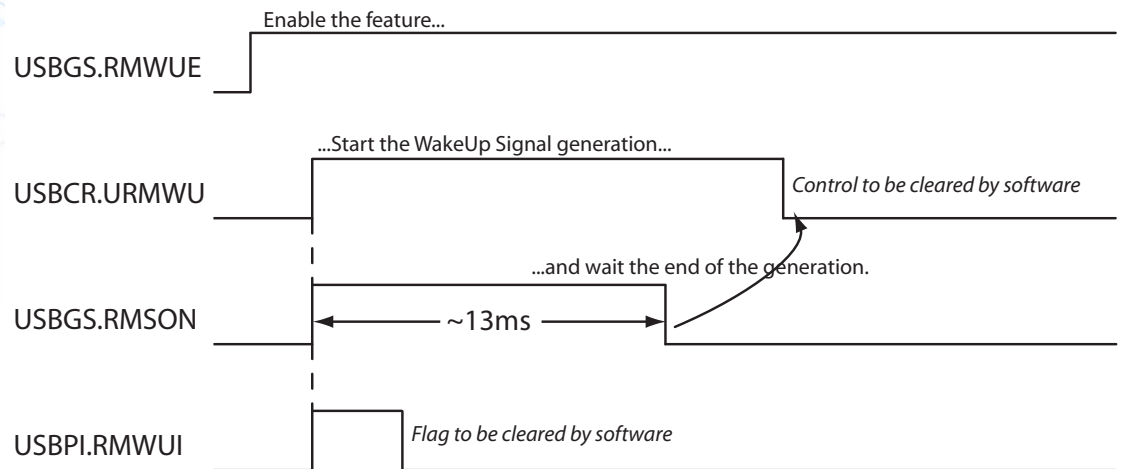 Enable the feature...
USBGS.RMWUE
...Start the WakeUp Signal generation...
USBCR.URMWU
Control to be cleared by software
...and wait the end of the generation.
USBGS.RMSON
~13ms
Flag to be cleared by software
USBPI.RMWUI